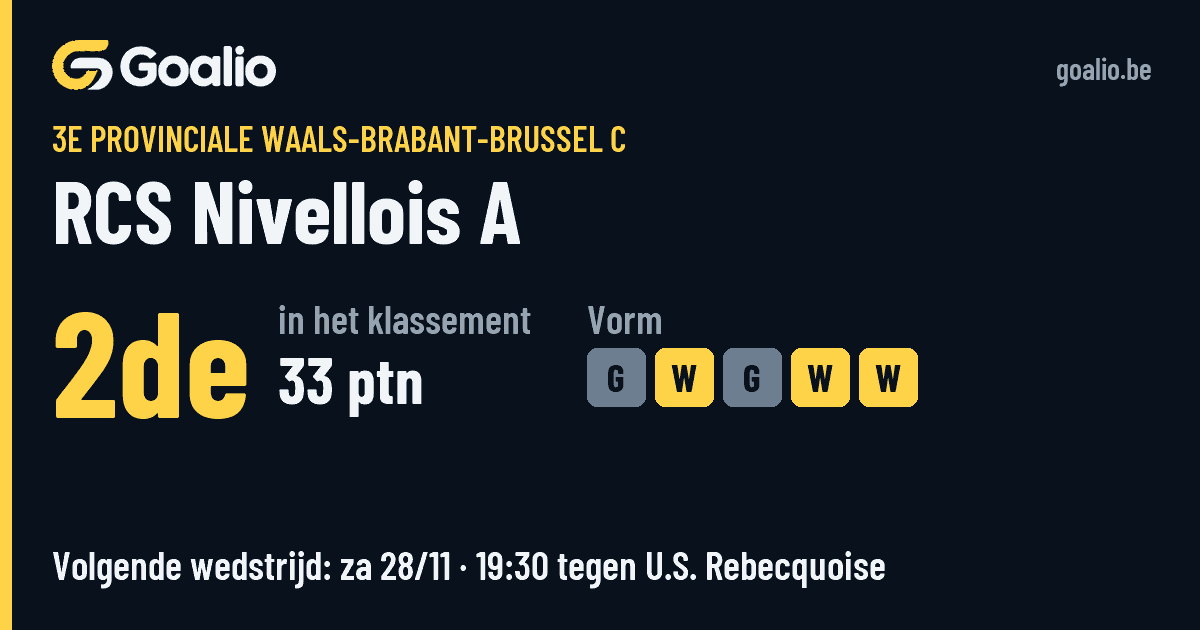 Goalio
goalio.be
3E PROVINCIALE WAALS-BRABANT-BRUSSEL C
RCS Nivellois A
2de
in het klassement
33 ptn
Vorm
G W G W W
Volgende wedstrijd: za 28/11 · 19:30 tegen U.S. Rebecquoise